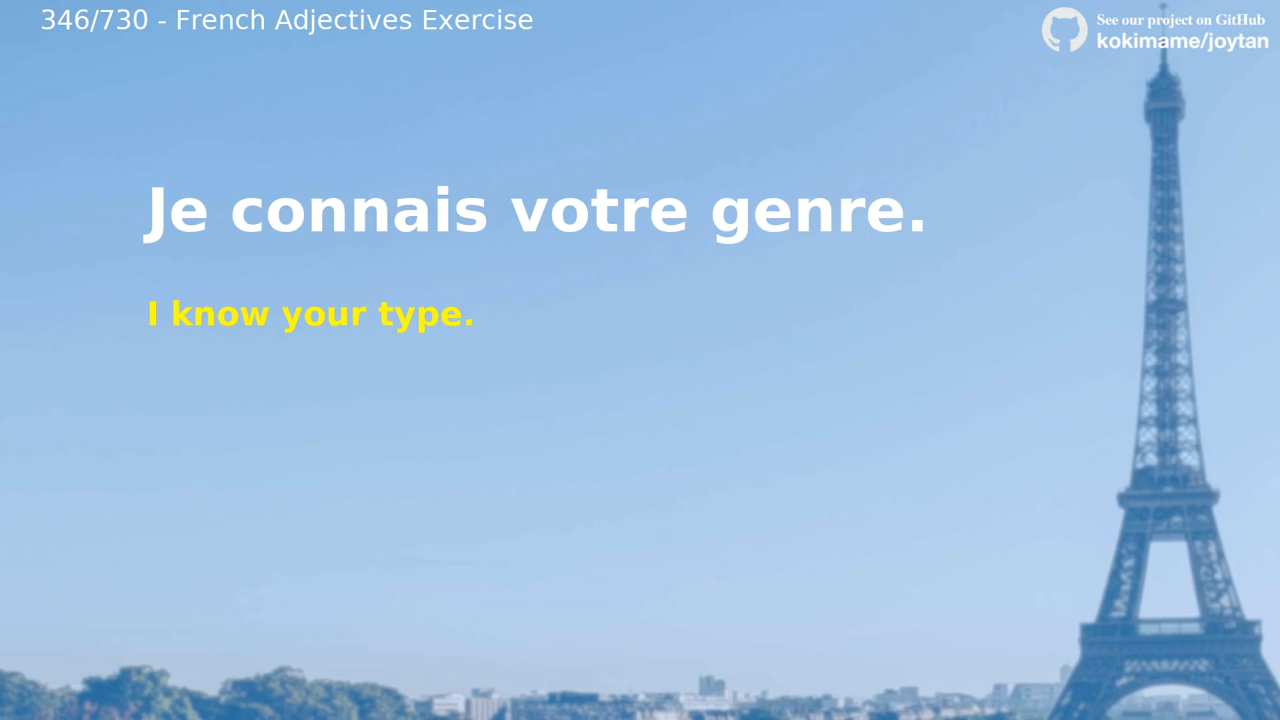 346/730 - French Adjectives Exercise
See our project on GitHub
kokimame/joytan
Je connais votre genre.
I know your type.